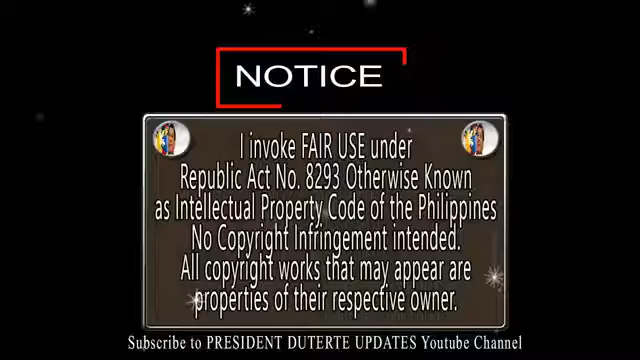 NOTICE
I invoke FAIR USE under
Republic Act No. 8293 Otherwise Known
as Intellectual Property Code of the Philippines
No Copyright Infringement intended.
All copyright works that may appear are
properties of their respective owner.
Subscribe to PRESIDENT DUTERTE UPDATES Youtube Channel